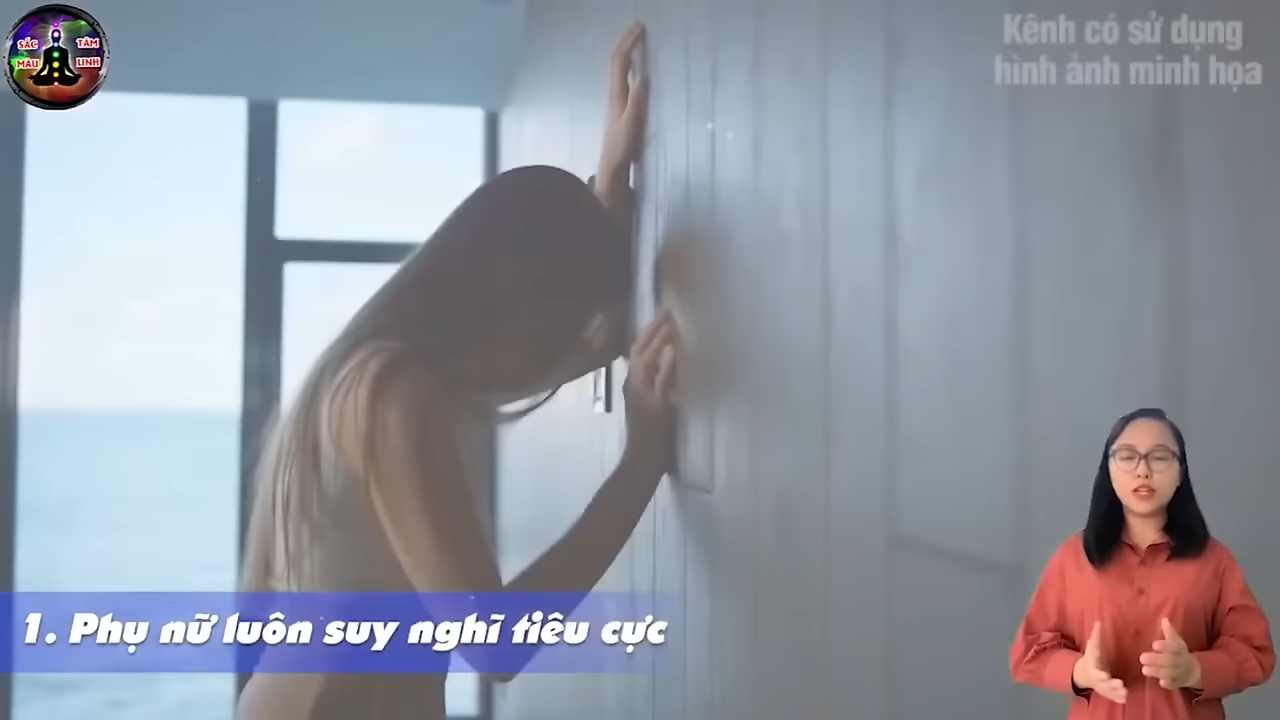 SẮC
MÀU
TÂM
LINH
Kênh có sử dụng
hình ảnh minh họa
1. Phụ nữ luôn suy nghĩ tiêu cực